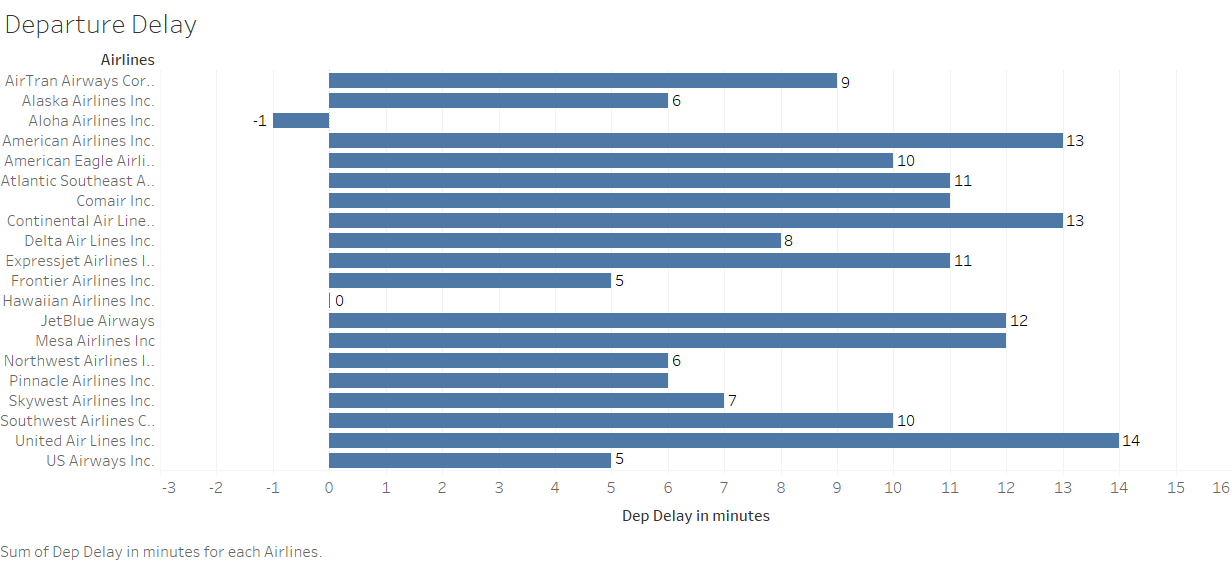 Departure Delay
Airlines
AirTran Airways Cor.. 9
Alaska Airlines Inc. 6
Aloha Airlines Inc. -1
American Airlines Inc. 13
American Eagle Airli.. 10
Atlantic Southeast A.. 11
Comair Inc.
Continental Air Line.. 13
Delta Air Lines Inc. 8
Expressjet Airlines I.. 11
Frontier Airlines Inc. 5
Hawaiian Airlines Inc. 0
JetBlue Airways 12
Mesa Airlines Inc
Northwest Airlines I.. 6
Pinnacle Airlines Inc.
Skywest Airlines Inc. 7
Southwest Airlines C.. 10
United Air Lines Inc. 14
US Airways Inc. 5
-3 -2 -1 0 1 2 3 4 5 6 7 8 9 10 11 12 13 14 15 16
Dep Delay in minutes
Sum of Dep Delay in minutes for each Airlines.